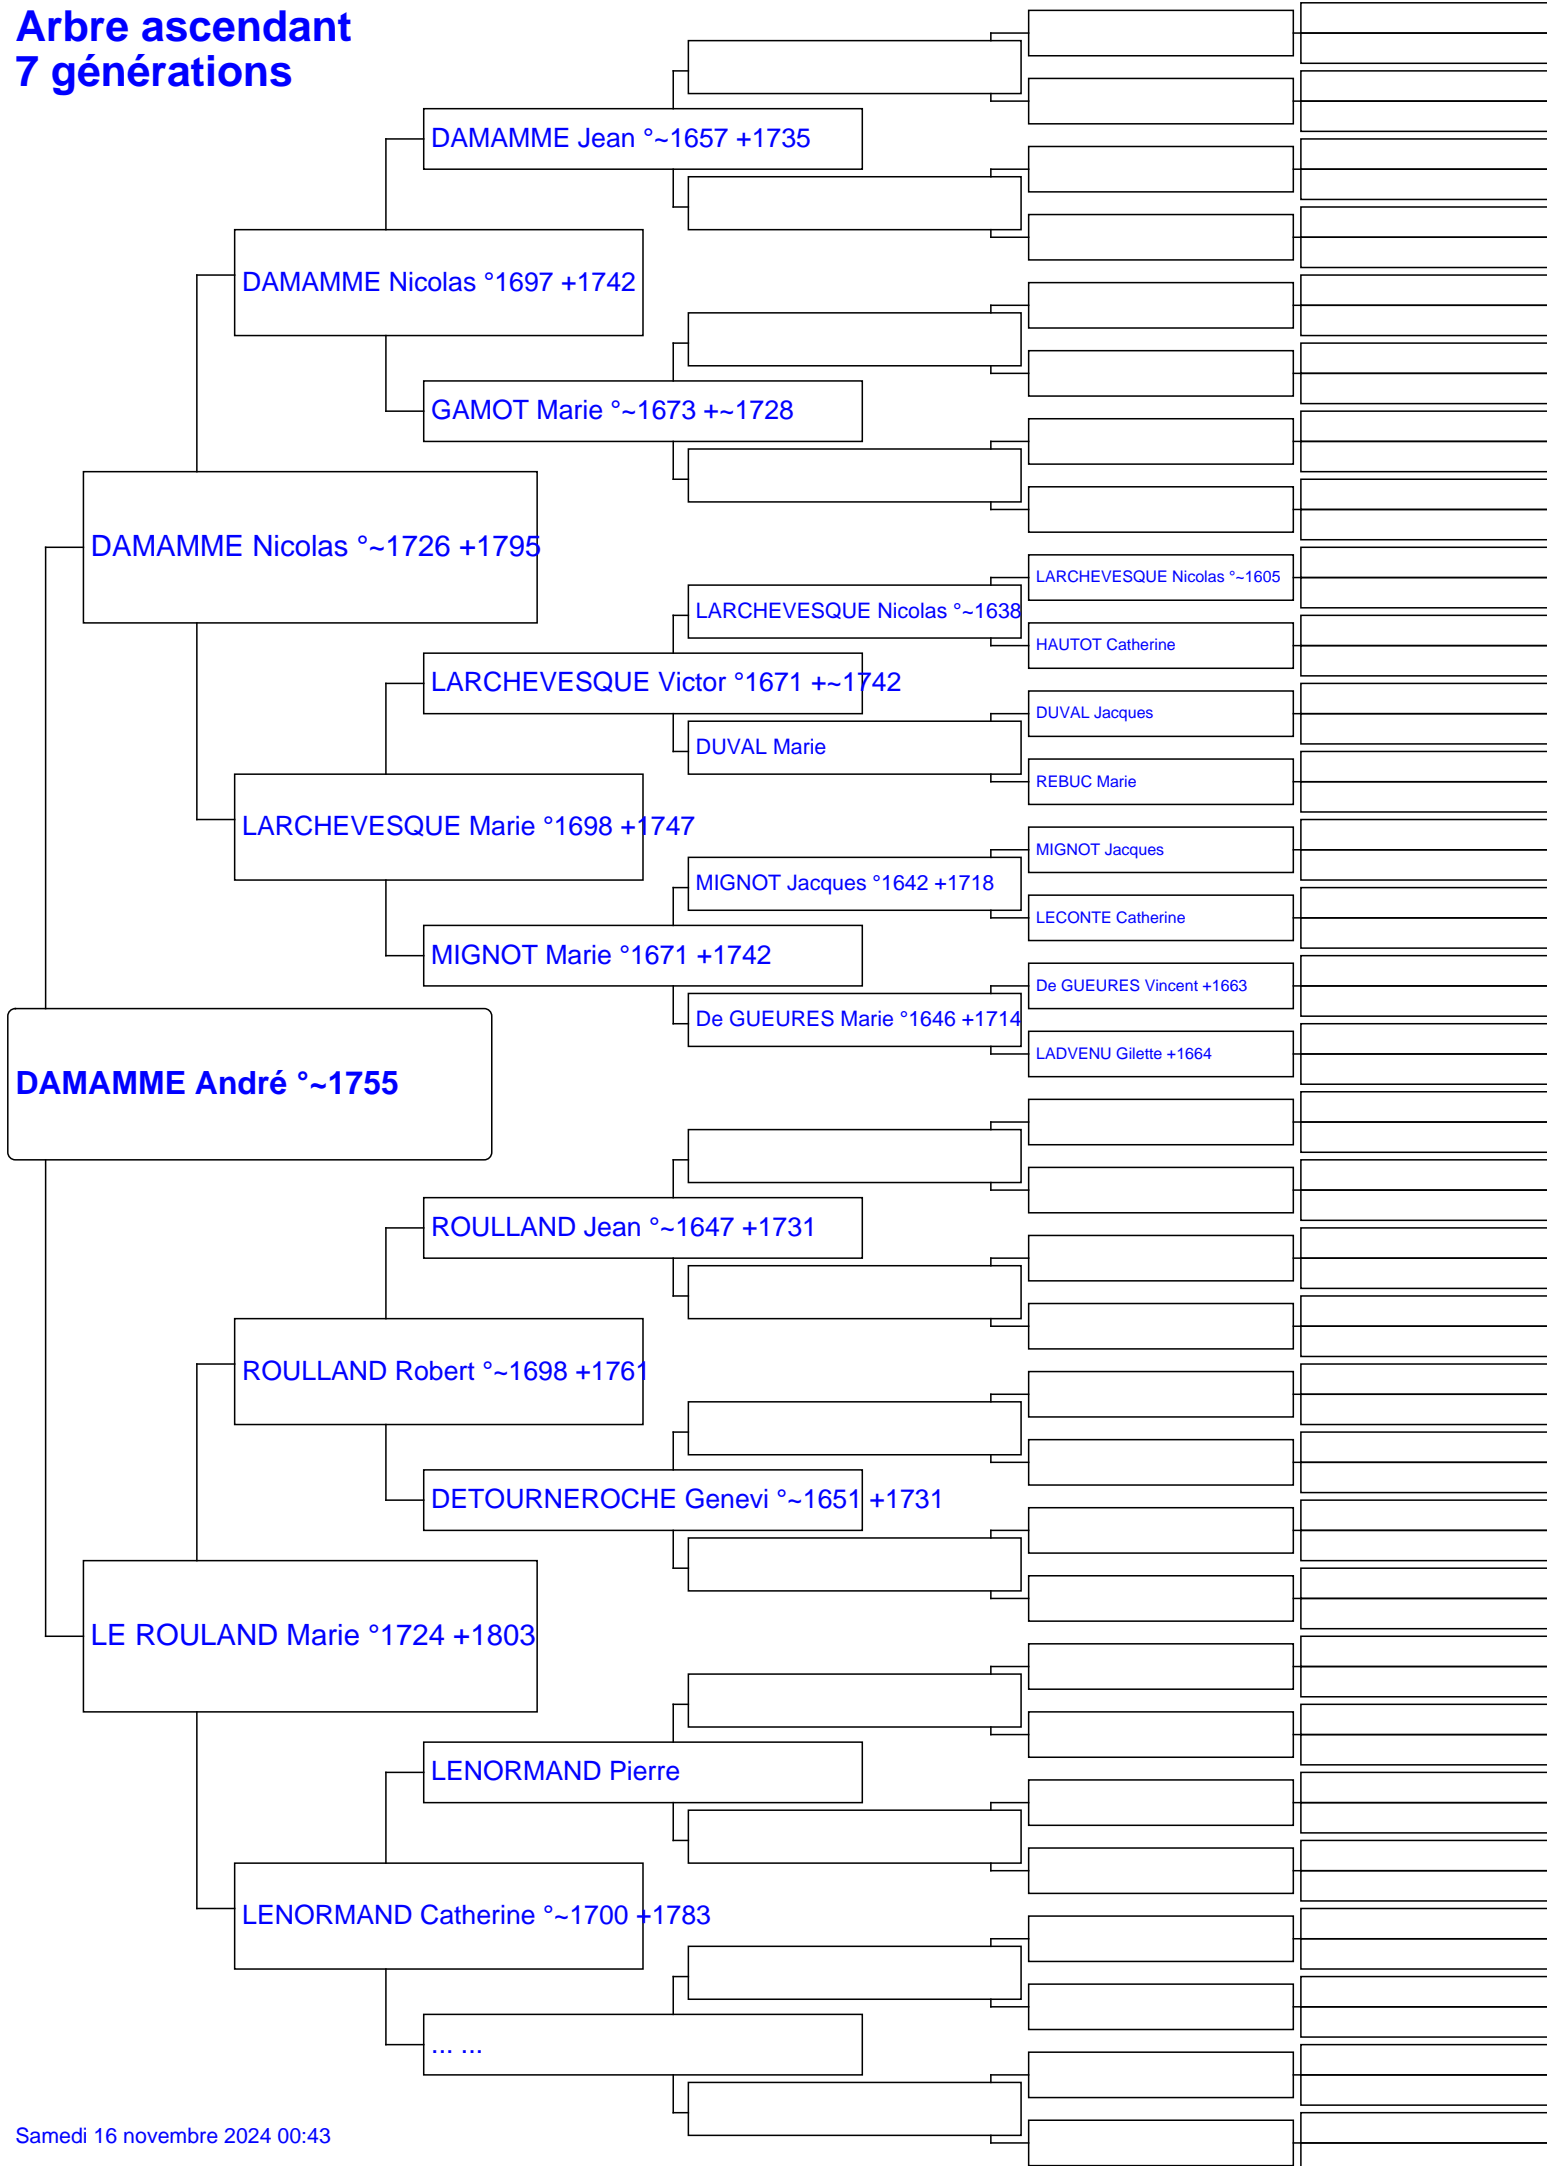 Arbre ascendant
7 générations
DAMAMME Jean °~1657 +1735
DAMAMME Nicolas °1697 +1742
GAMOT Marie °~1673 +~1728
DAMAMME Nicolas °~1726 +1795
LARCHEVESQUE Nicolas °~1605
LARCHEVESQUE Nicolas °~1638
HAUTOT Catherine
LARCHEVESQUE Victor °1671 +~1742
DUVAL Jacques
DUVAL Marie
REBUC Marie
LARCHEVESQUE Marie °1698 +1747
MIGNOT Jacques
MIGNOT Jacques °1642 +1718
LECONTE Catherine
MIGNOT Marie °1671 +1742
De GUEURES Vincent +1663
De GUEURES Marie °1646 +1714
LADVENU Gilette +1664
DAMAMME André °~1755
ROULLAND Jean °~1647 +1731
ROULLAND Robert °~1698 +1761
DETOURNEROCHE Genevi °~1651 +1731
LE ROULAND Marie °1724 +1803
LENORMAND Pierre
LENORMAND Catherine °~1700 +1783
... ...
Samedi 16 novembre 2024 00:43